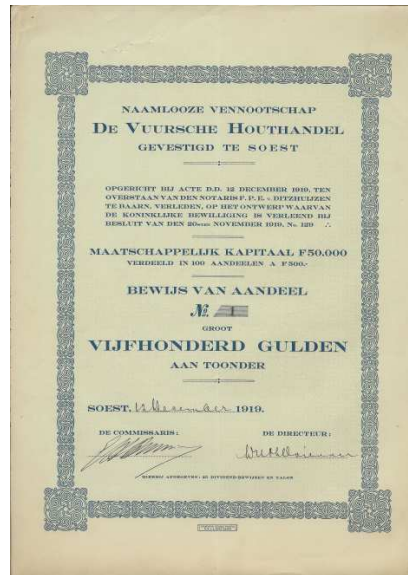 NAAMLOOZE VENNOOTSCHAP
DE VUURSCHE HOUTHANDEL
GEVESTIGD TE SOEST
OPGERICHT BIJ ACTE D.D. 12 DECEMBER 1919, TEN
OVERSTAAN VAN DEN NOTARIS F. P. E. v. DITZHUIJZEN
TE BAARN, VERLEDEN, OP HET ONTWERP WAARVAN
DE KONINKLIJKE BEWILLIGING IS VERLEEND BIJ
BESLUIT VAN DEN 20sten NOVEMBER 1919, No. 129
MAATSCHAPPELIJK KAPITAAL F 50.000
VERDEELD IN 100 AANDEELEN A F 500.-
BEWIJS VAN AANDEEL
No. 1
GROOT
VIJFHONDERD GULDEN
AAN TOONDER
SOEST, 12 December 1919.
DE COMMISSARIS: DE DIRECTEUR:
EN TALON